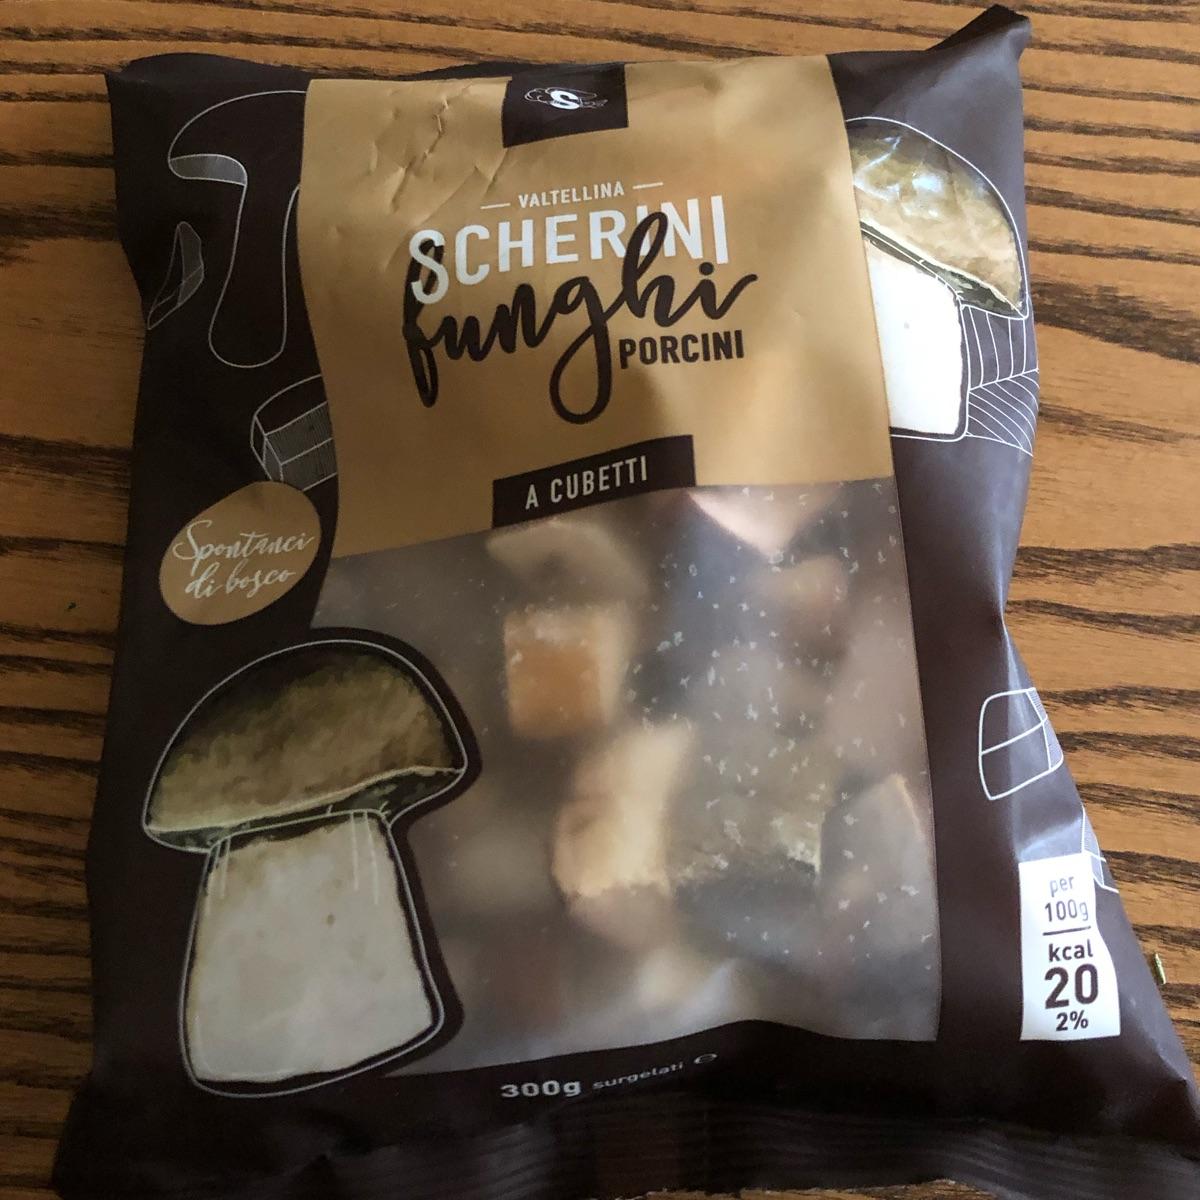 S
VALTELLINA
SCHERINI
funghi
PORCINI
A CUBETTI
Spontanei
di bosco
per
100g
kcal
20
2%
300g surgelati ℮